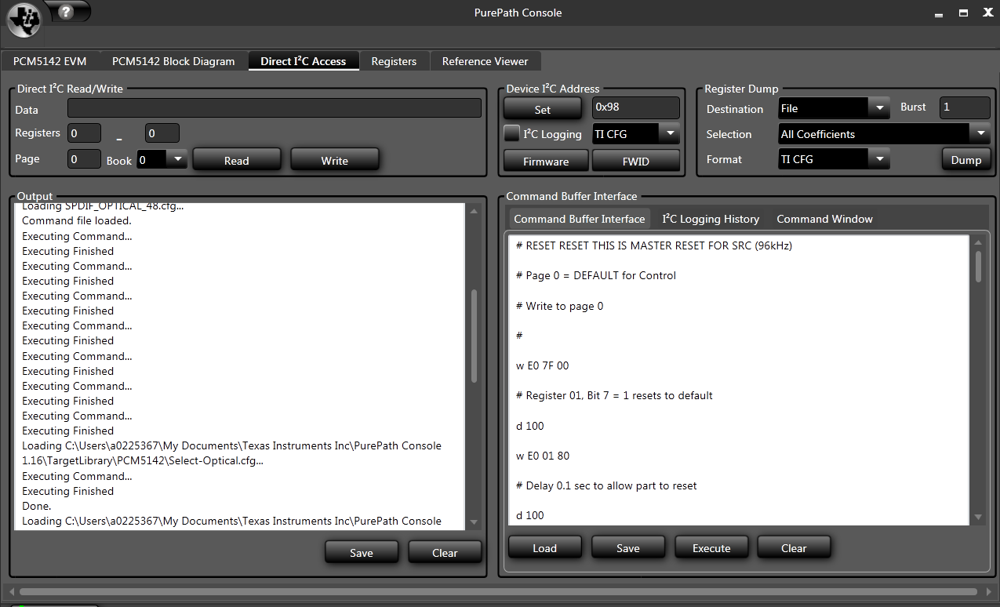 ?
PurePath Console
PCM5142 EVM
PCM5142 Block Diagram
Direct I²C Access
Registers
Reference Viewer
Direct I²C Read/Write
Data
Registers 0 _ 0
Page 0 Book 0 Read Write
Device I²C Address
Set 0x98
I²C Logging TI CFG
Firmware FWID
Register Dump
Destination File Burst 1
Selection All Coefficients
Format TI CFG Dump
Output
Loading SPDIF_OPTICAL_48.cfg...
Command file loaded.
Executing Command...
Executing Finished
Executing Command...
Executing Finished
Executing Command...
Executing Finished
Executing Command...
Executing Finished
Executing Command...
Executing Finished
Executing Command...
Executing Finished
Executing Command...
Executing Finished
Loading C:\Users\a0225367\My Documents\Texas Instruments Inc\PurePath Console
1.16\TargetLibrary\PCM5142\Select-Optical.cfg...
Executing Command...
Executing Finished
Done.
Loading C:\Users\a0225367\My Documents\Texas Instruments Inc\PurePath Console
Save Clear
Command Buffer Interface
Command Buffer Interface
I²C Logging History
Command Window
# RESET RESET THIS IS MASTER RESET FOR SRC (96kHz)
# Page 0 = DEFAULT for Control
# Write to page 0
#
w E0 7F 00
# Register 01, Bit 7 = 1 resets to default
d 100
w E0 01 80
# Delay 0.1 sec to allow part to reset
d 100
Load Save Execute Clear